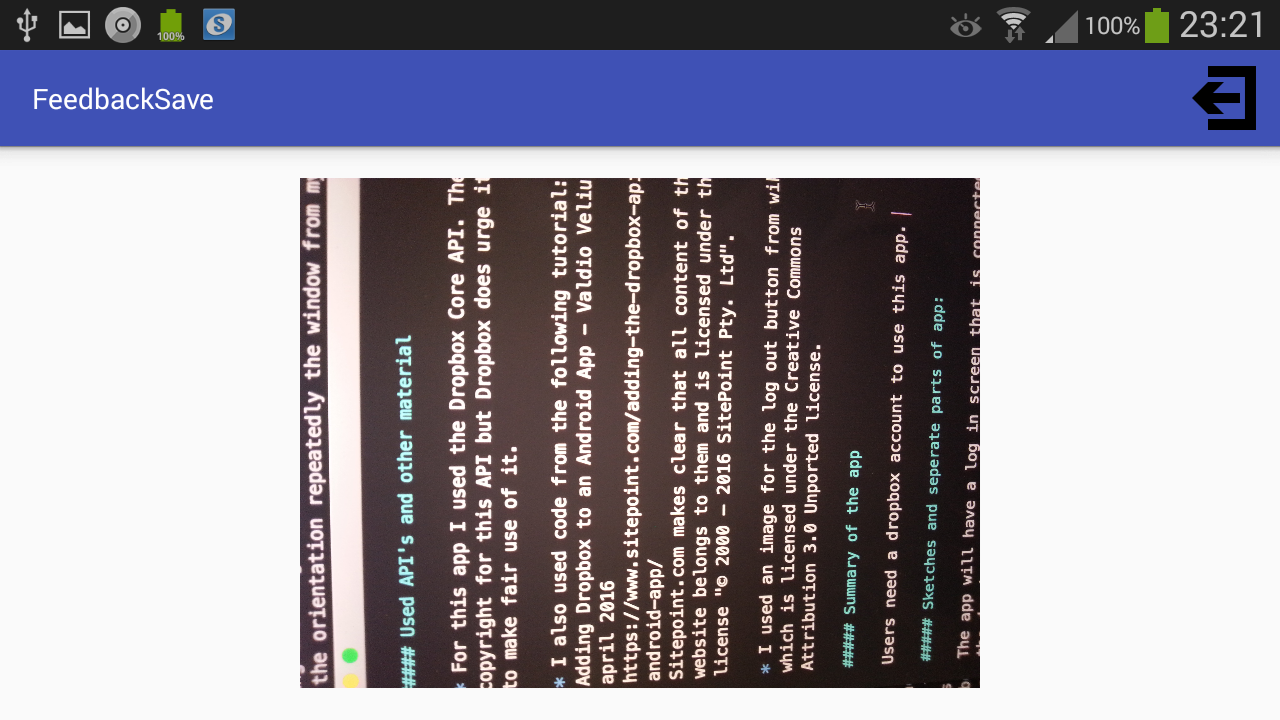 100%
100%
23:21
FeedbackSave
the orientation repeatedly the window from my
#### Used API's and other material
* For this app I used the Dropbox Core API. The
copyright for this API but Dropbox does urge it
to make fair use of it.
* I also used code from the following tutorial:
Adding Dropbox to an Android App – Valdio Veliu
april 2016
https://www.sitepoint.com/adding-the-dropbox-api
android-app/
Sitepoint.com makes clear that all content of th
website belongs to them and is licensed under th
license "© 2000 – 2016 SitePoint Pty. Ltd".
* I used an image for the log out button from wi
which is licensed under the Creative Commons
Attribution 3.0 Unported license.
##### Summary of the app
Users need a dropbox account to use this app.
##### Sketches and seperate parts of app:
The app will have a log in screen that is connecte